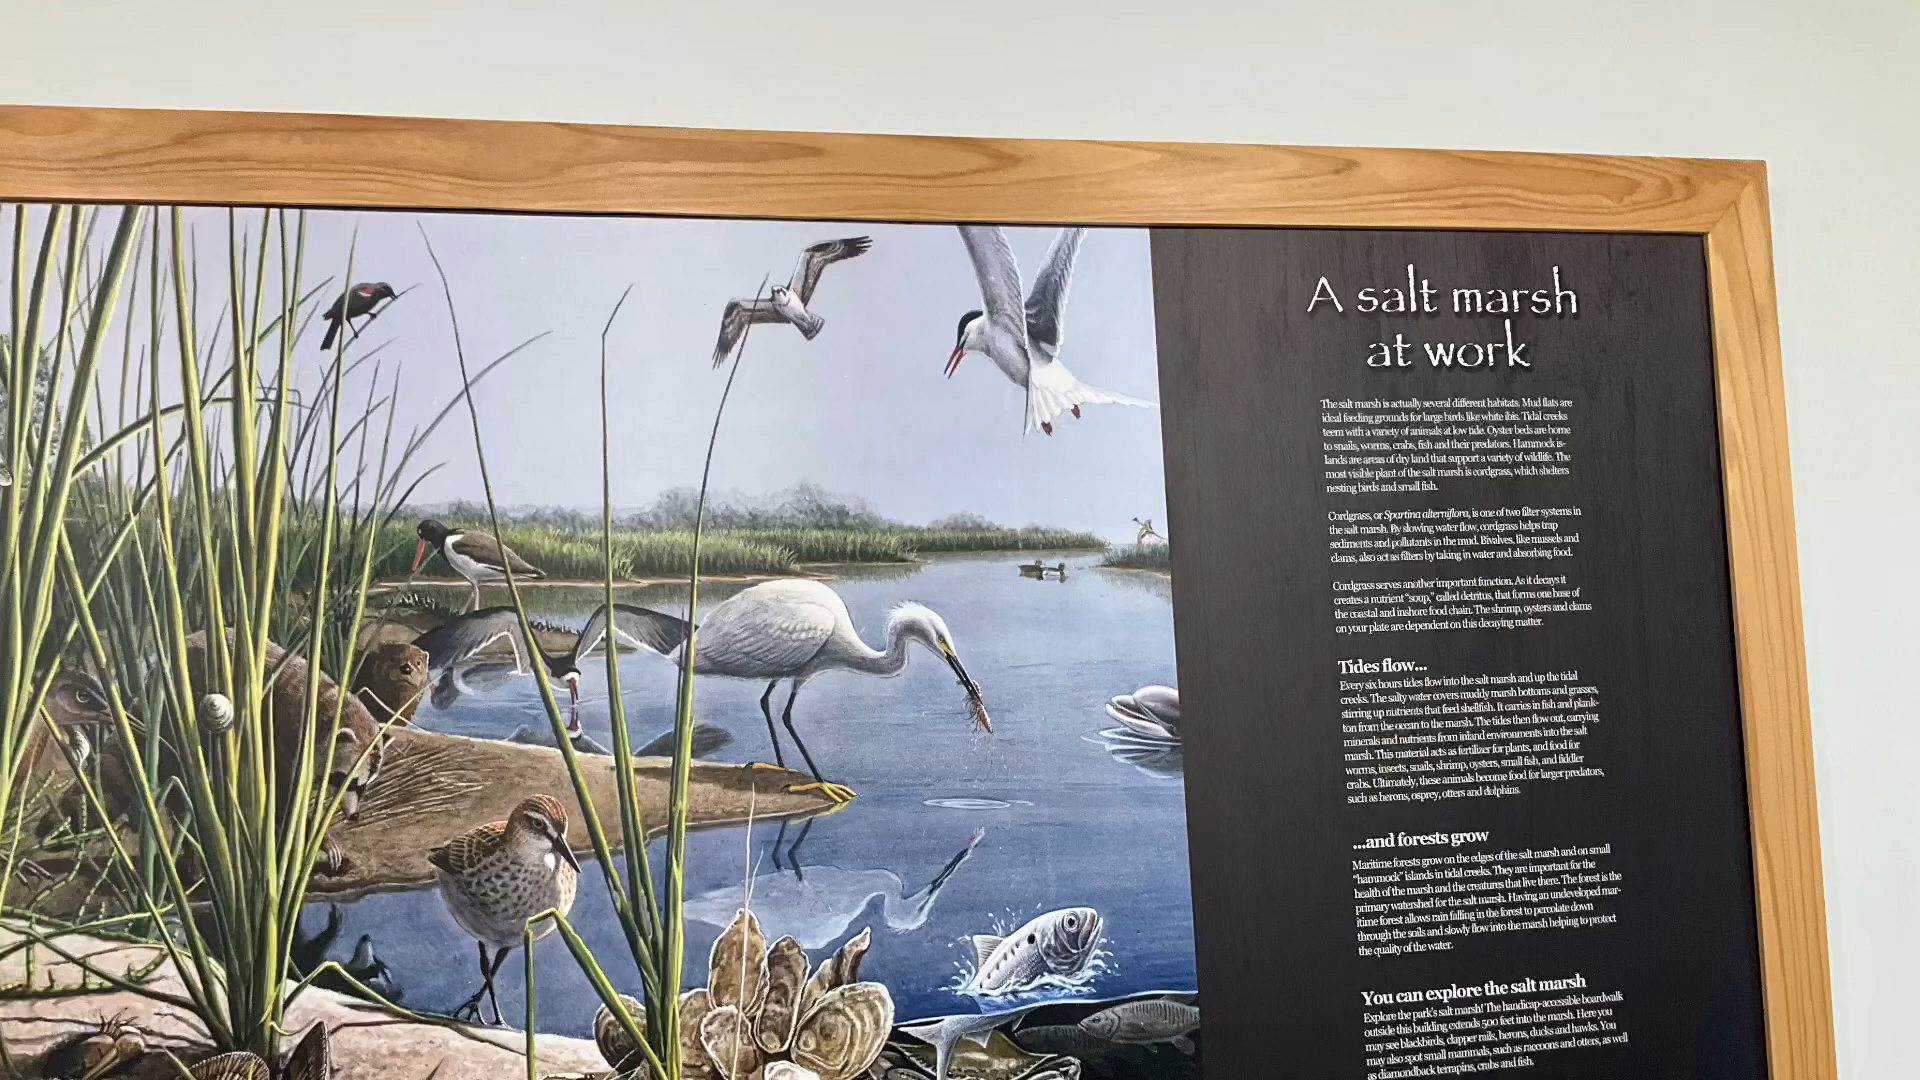 A salt marsh
at work
The salt marsh is actually several different habitats. Mud flats are
ideal feeding grounds for large birds like white ibis. Tidal creeks
teem with a variety of animals at low tide. Oyster beds are home
to snails, worms, crabs, fish and their predators. Hammock is-
lands are areas of dry land that support a variety of wildlife. The
most visible plant of the salt marsh is cordgrass, which shelters
nesting birds and small fish.
Cordgrass, or Spartina alterniflora, is one of two filter systems in
the salt marsh. By slowing water flow, cordgrass helps trap
sediments and pollutants in the mud. Bivalves, like mussels and
clams, also act as filters by taking in water and absorbing food.
Cordgrass serves another important function. As it decays it
creates a nutrient “soup,” called detritus, that forms one base of
the coastal and inshore food chain. The shrimp, oysters and clams
on your plate are dependent on this decaying matter.
Tides flow...
Every six hours tides flow into the salt marsh and up the tidal
creeks. The salty water covers muddy marsh bottoms and grasses,
stirring up nutrients that feed shellfish. It carries in fish and plank-
ton from the ocean to the marsh. The tides then flow out, carrying
minerals and nutrients from inland environments into the salt
marsh. This material acts as fertilizer for plants, and food for
worms, insects, snails, shrimp, oysters, small fish, and fiddler
crabs. Ultimately, these animals become food for larger predators,
such as herons, osprey, otters and dolphins.
...and forests grow
Maritime forests grow on the edges of the salt marsh and on small
“hammock” islands in tidal creeks. They are important for the
health of the marsh and the creatures that live there. The forest is the
primary watershed for the salt marsh. Having an undeveloped mar-
itime forest allows rain falling in the forest to percolate down
through the soils and slowly flow into the marsh helping to protect
the quality of the water.
You can explore the salt marsh
Explore the park's salt marsh! The handicap-accessible boardwalk
outside this building extends 500 feet into the marsh. Here you
may see blackbirds, clapper rails, herons, ducks and hawks. You
may also spot small mammals, such as raccoons and otters, as well
as diamondback terrapins, crabs and fish.